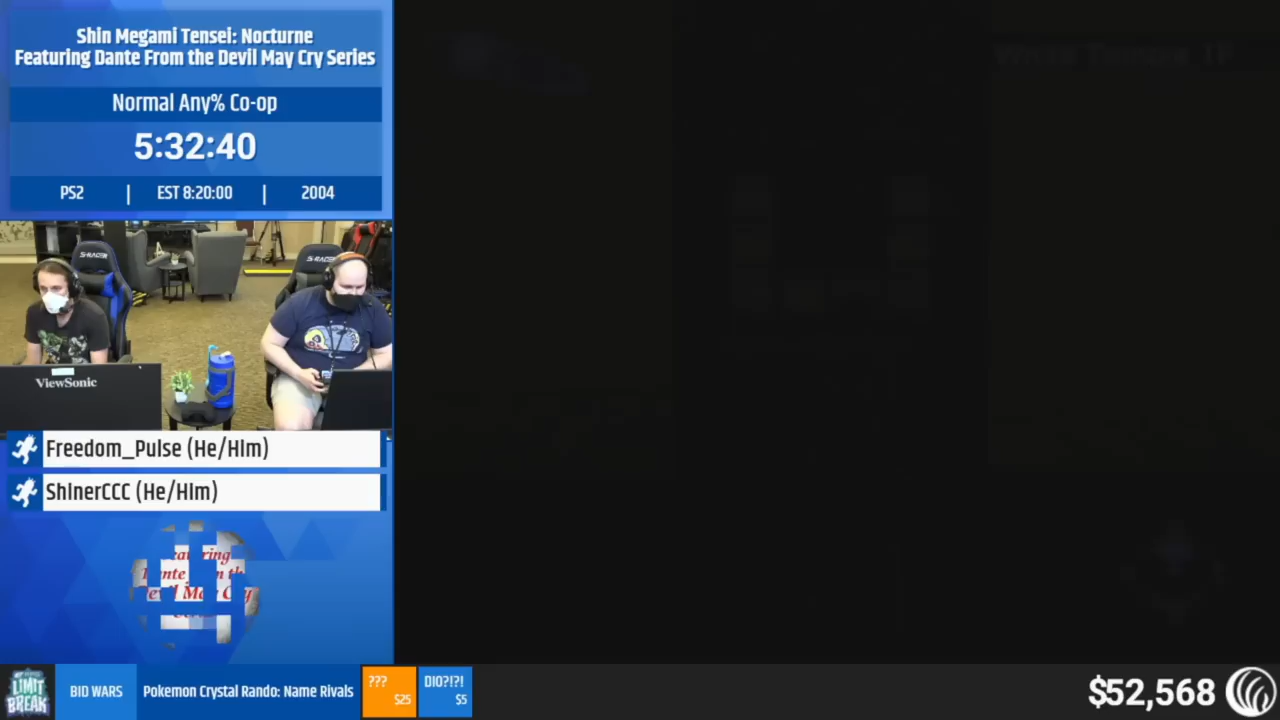 Shin Megami Tensei: Nocturne
Featuring Dante From the Devil May Cry Series
Normal Any% Co-op
5:32:40
PS2 | EST 8:20:00 | 2004
S-RACER
S-RACER
ViewSonic
Freedom_Pulse (He/Him)
ShinerCCC (He/Him)
LIMIT
BREAK
BID WARS
Pokemon Crystal Rando: Name Rivals
???
$25
DIO?!?!
$5
$52,568